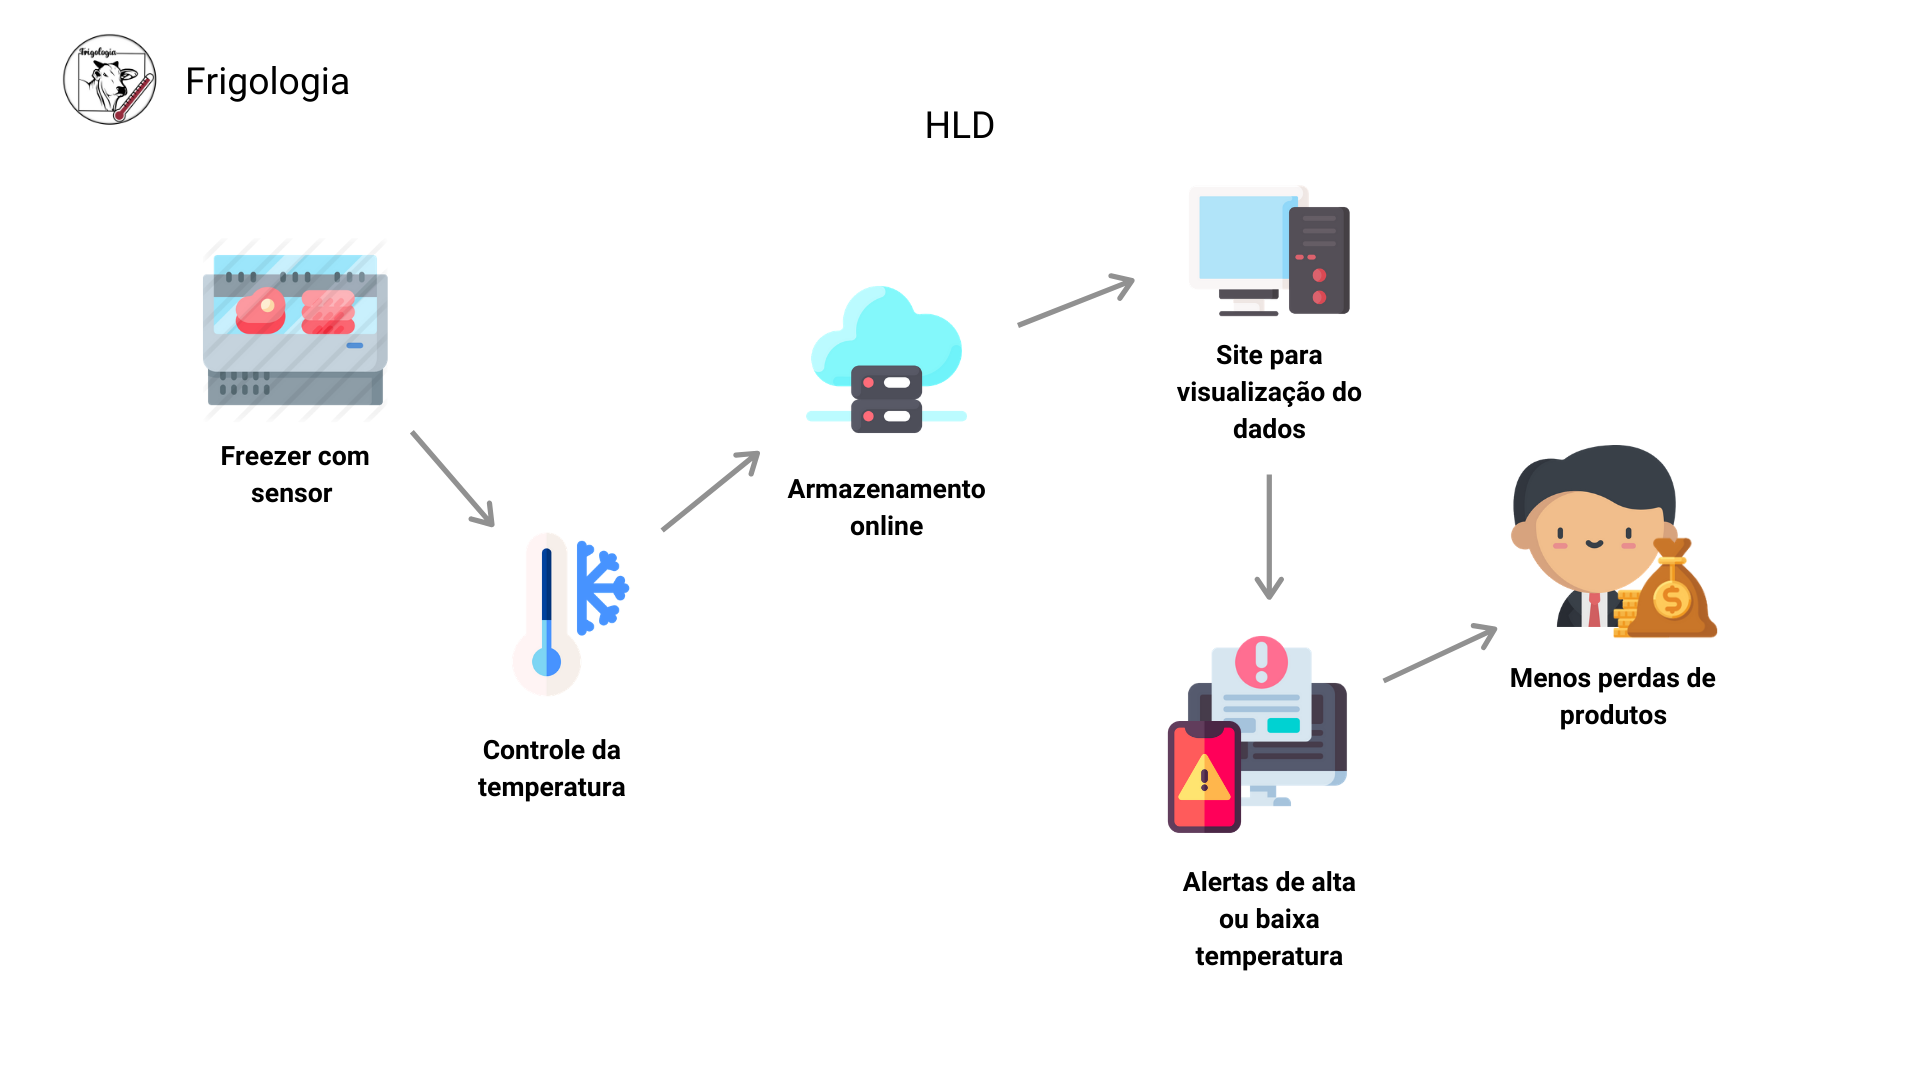 Frigologia
Frigologia
HLD
Freezer com
sensor
Controle da
temperatura
Armazenamento
online
Site para
visualização do
dados
Alertas de alta
ou baixa
temperatura
Menos perdas de
produtos